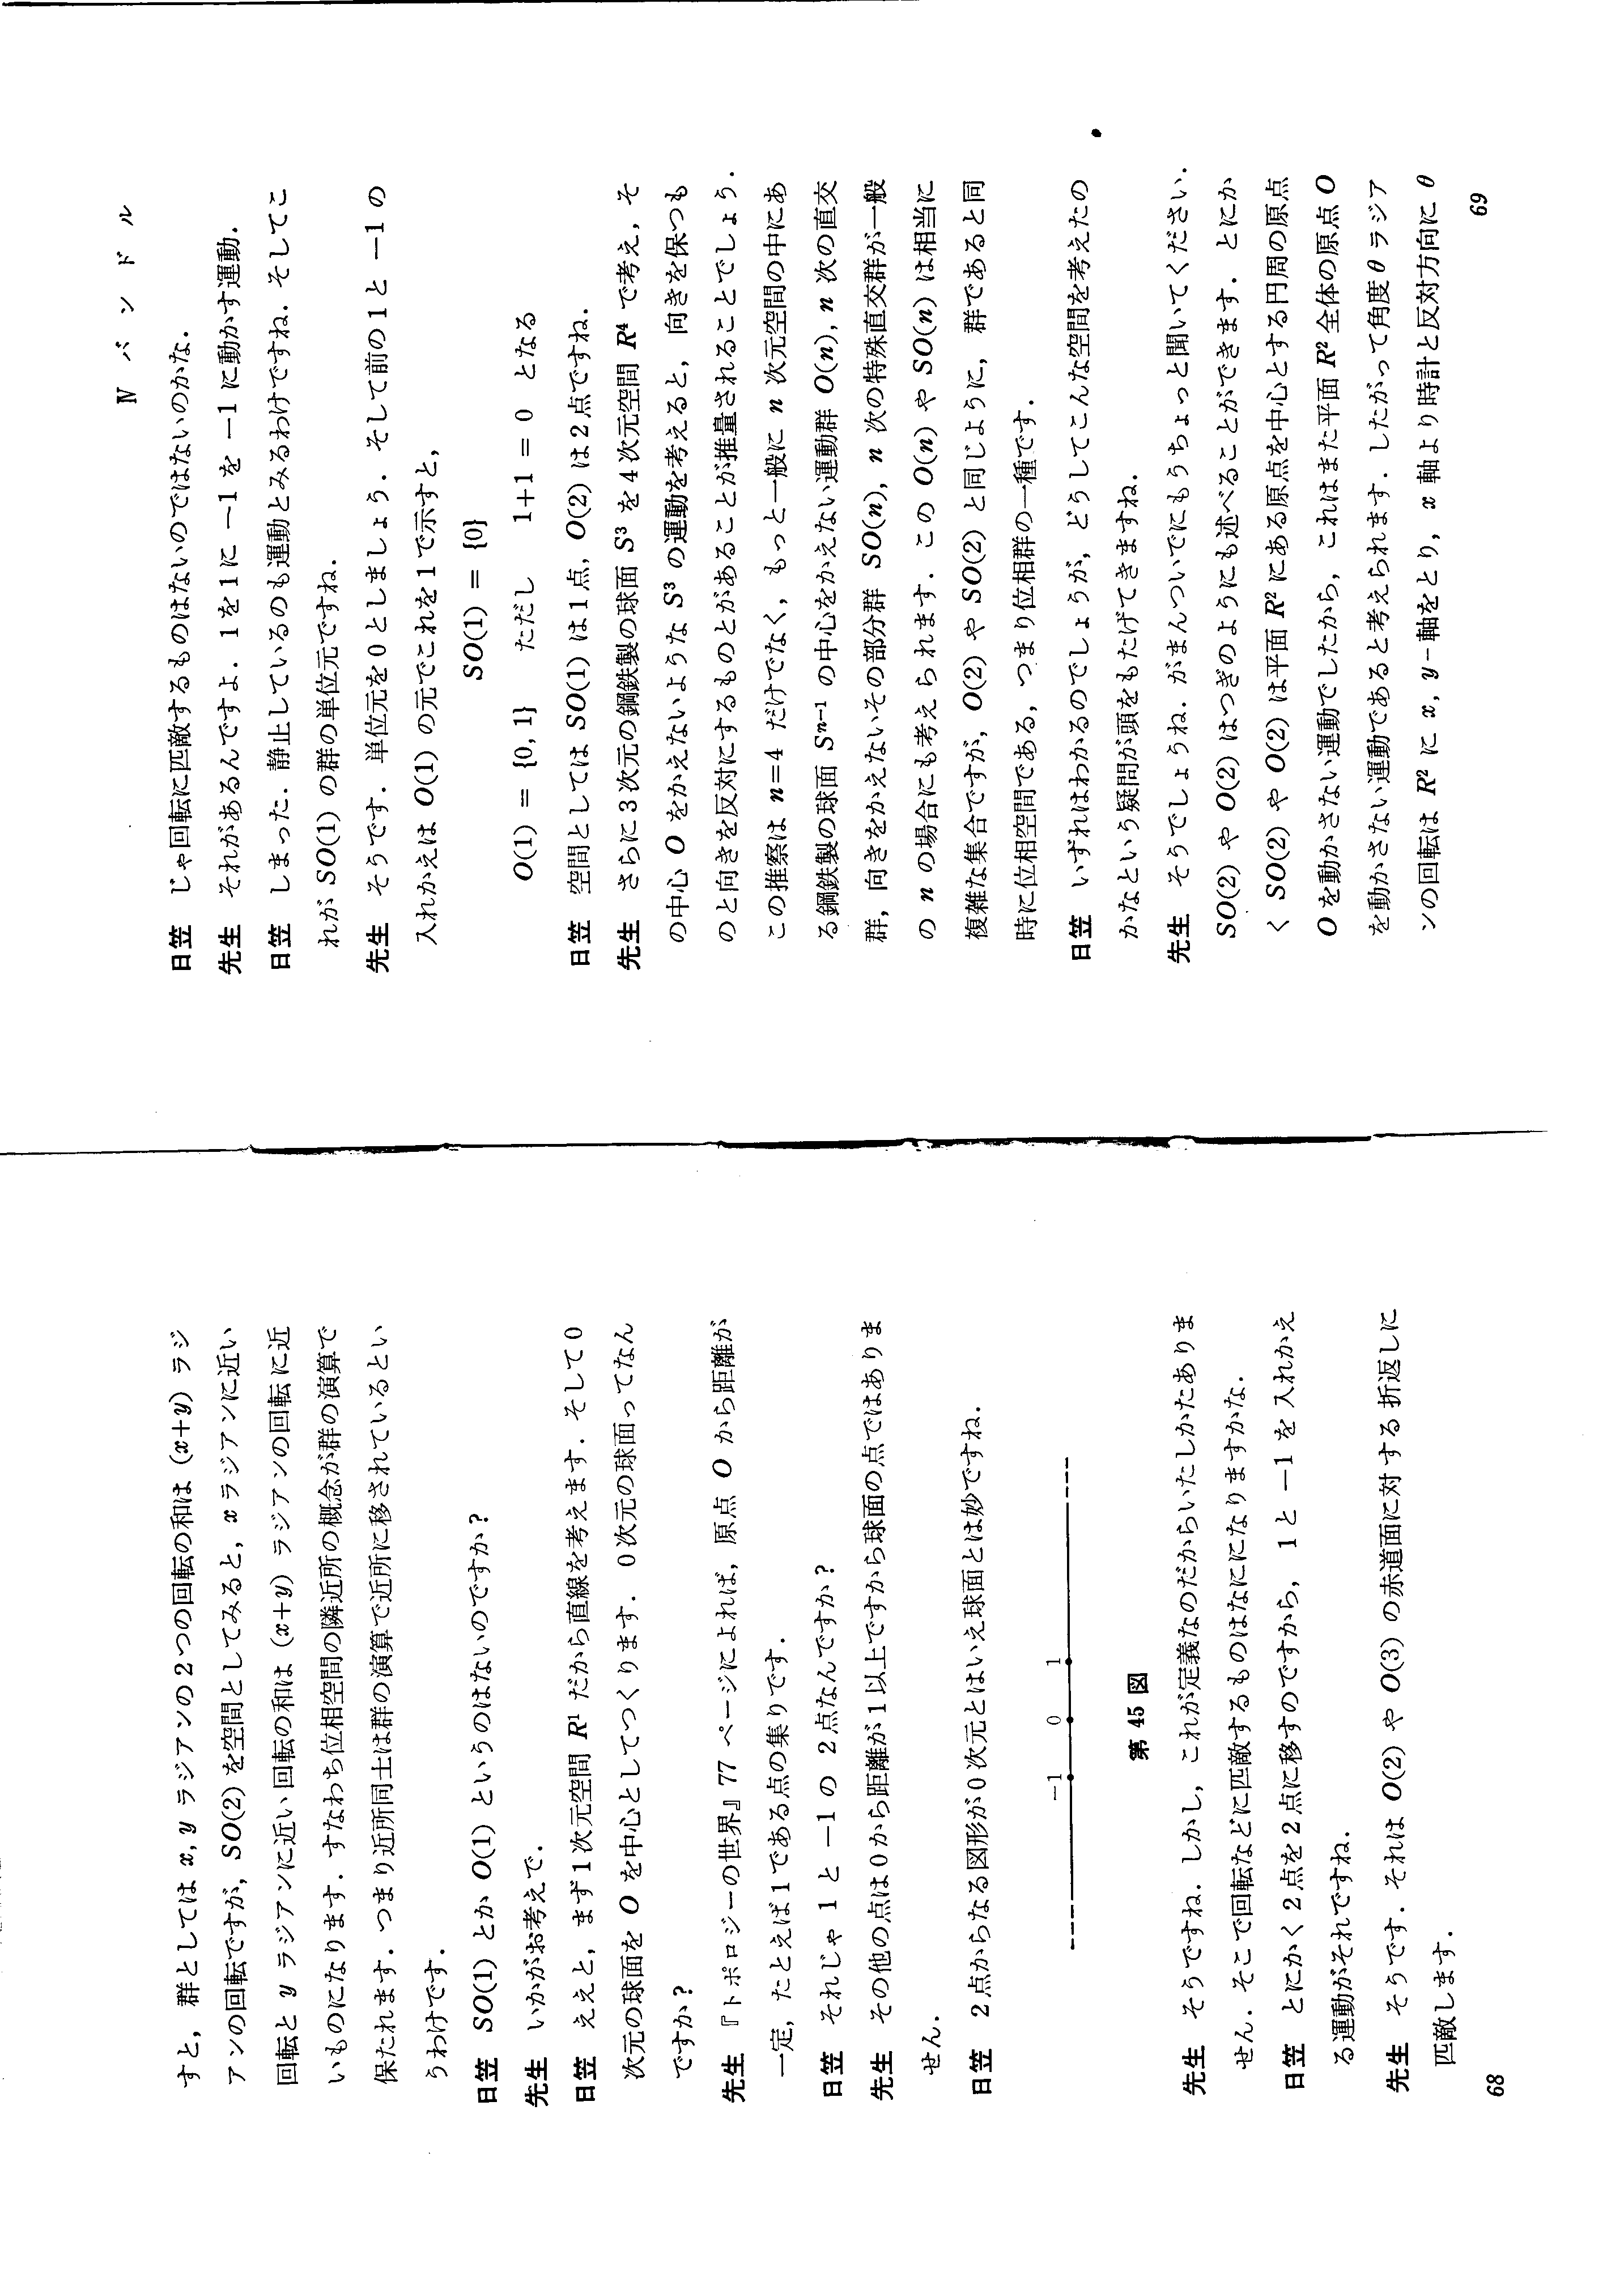 すと，群としては x, y ラジアンの2つの回転の和は (x+y) ラジ
アンの回転ですが，SO(2) を空間としてみると，x ラジアンに近い
回転と y ラジアンに近い回転の和は (x+y) ラジアンの回転に近
いものになります．すなわち位相空間の隣近所の概念が群の演算で
保たれます．つまり近所同士は群の演算で近所に移されているとい
うわけです．
日笠 SO(1) とか O(1) というのはないのですか？
先生 いかがお考えで．
日笠 ええと，まず1次元空間 R¹ だから直線を考えます．そして0
次元の球面を O を中心としてつくります．0次元の球面ってなん
ですか？
先生 『トポロジーの世界』77ページによれば，原点 O から距離が
一定，たとえば1である点の集りです．
日笠 それじゃ 1 と −1 の 2点なんですか？
先生 その他の点は0から距離が1以上ですから球面の点ではありま
せん．
日笠 2点からなる図形が0次元とはいえ球面とは妙ですね．
−1 0 1
第 45 図
先生 そうですね．しかし，これが定義なのだからいたしかたありま
せん．そこで回転などに匹敵するものはなにになりますかな．
日笠 とにかく2点を2点に移すのですから，1 と −1 を入れかえ
る運動がそれですね．
先生 そうです．それは O(2) や O(3) の赤道面に対する折返しに
匹敵します．
68
Ⅳ バンドル
日笠 じゃ回転に匹敵するものはないのではないのかな．
先生 それがあるんですよ．1を1に −1を −1に動かす運動．
日笠 しまった．静止しているのも運動とみるわけですね．そしてこ
れが SO(1) の群の単位元ですね．
先生 そうです．単位元を0としましょう．そして前の1と −1の
入れかえは O(1) の元でこれを1で示すと，
SO(1) = {0}
O(1) = {0, 1} ただし 1+1 = 0 となる
日笠 空間としては SO(1) は1点，O(2) は2点ですね．
先生 さらに3次元の鋼鉄製の球面 S³ を4次元空間 R⁴ で考え，そ
の中心 O をかえないような S³ の運動を考えると，向きを保つも
のと向きを反対にするものとがあることが推量されることでしょう．
この推察は n=4 だけでなく，もっと一般に n 次元空間の中にあ
る鋼鉄製の球面 Sⁿ⁻¹ の中心をかえない運動群 O(n), n 次の直交
群，向きをかえないその部分群 SO(n), n 次の特殊直交群が一般
の n の場合にも考えられます．この O(n) や SO(n) は相当に
複雑な集合ですが，O(2) や SO(2) と同じように，群であると同
時に位相空間である，つまり位相群の一種です．
日笠 いずれはわかるのでしょうが，どうしてこんな空間を考えたの
かなという疑問が頭をもたげてきますね．
先生 そうでしょうね．がまんついでにもうちょっと聞いてください．
SO(2) や O(2) はつぎのようにも述べることができます．とにか
く SO(2) や O(2) は平面 R² にある原点を中心とする円周の原点
O を動かさない運動でしたから，これはまた平面 R² 全体の原点 O
を動かさない運動であると考えられます．したがって角度 θ ラジア
ンの回転は R² に x, y−軸をとり，x 軸より時計と反対方向に θ
69